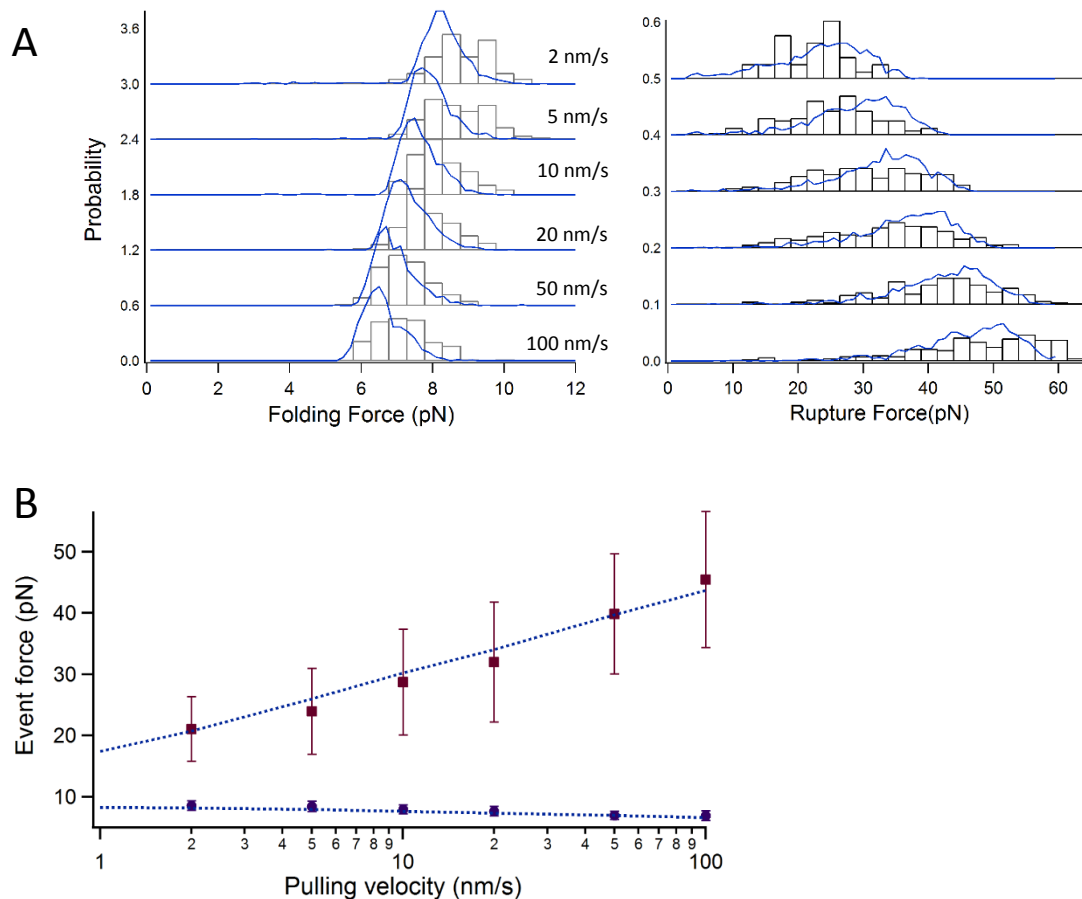 A
Probability
3.6
3.0
2.4
1.8
1.2
0.6
0.0
2 nm/s
5 nm/s
10 nm/s
20 nm/s
50 nm/s
100 nm/s
0 2 4 6 8 10 12
Folding Force (pN)
0.6
0.5
0.4
0.3
0.2
0.1
0.0
0 10 20 30 40 50 60
Rupture Force(pN)
B
Event force (pN)
50
40
30
20
10
2 3 4 5 6 7 8 9 2 3 4 5 6 7 8 9
1 10 100
Pulling velocity (nm/s)